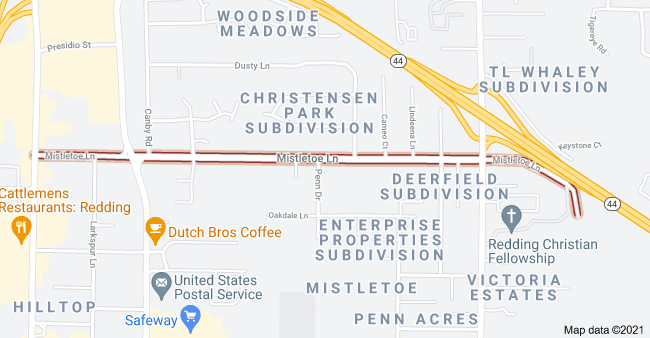 WOODSIDE
MEADOWS
Presidio St
Dusty Ln
44
Tigereye Rd
TL WHALEY
SUBDIVISION
CHRISTENSEN
PARK
SUBDIVISION
Canby Rd
Cameo Ct
Lindeena Ln
Keystone Ct
Mistletoe Ln
Mistletoe Ln
Mistletoe Ln
Penn Dr
DEERFIELD
SUBDIVISION
44
Cattlemens
Restaurants: Redding
Larkspur Ln
Dutch Bros Coffee
Oakdale Ln
ENTERPRISE
PROPERTIES
SUBDIVISION
Redding Christian
Fellowship
United States
Postal Service
MISTLETOE
VICTORIA
ESTATES
HILLTOP
Safeway
PENN ACRES
Map data ©2021